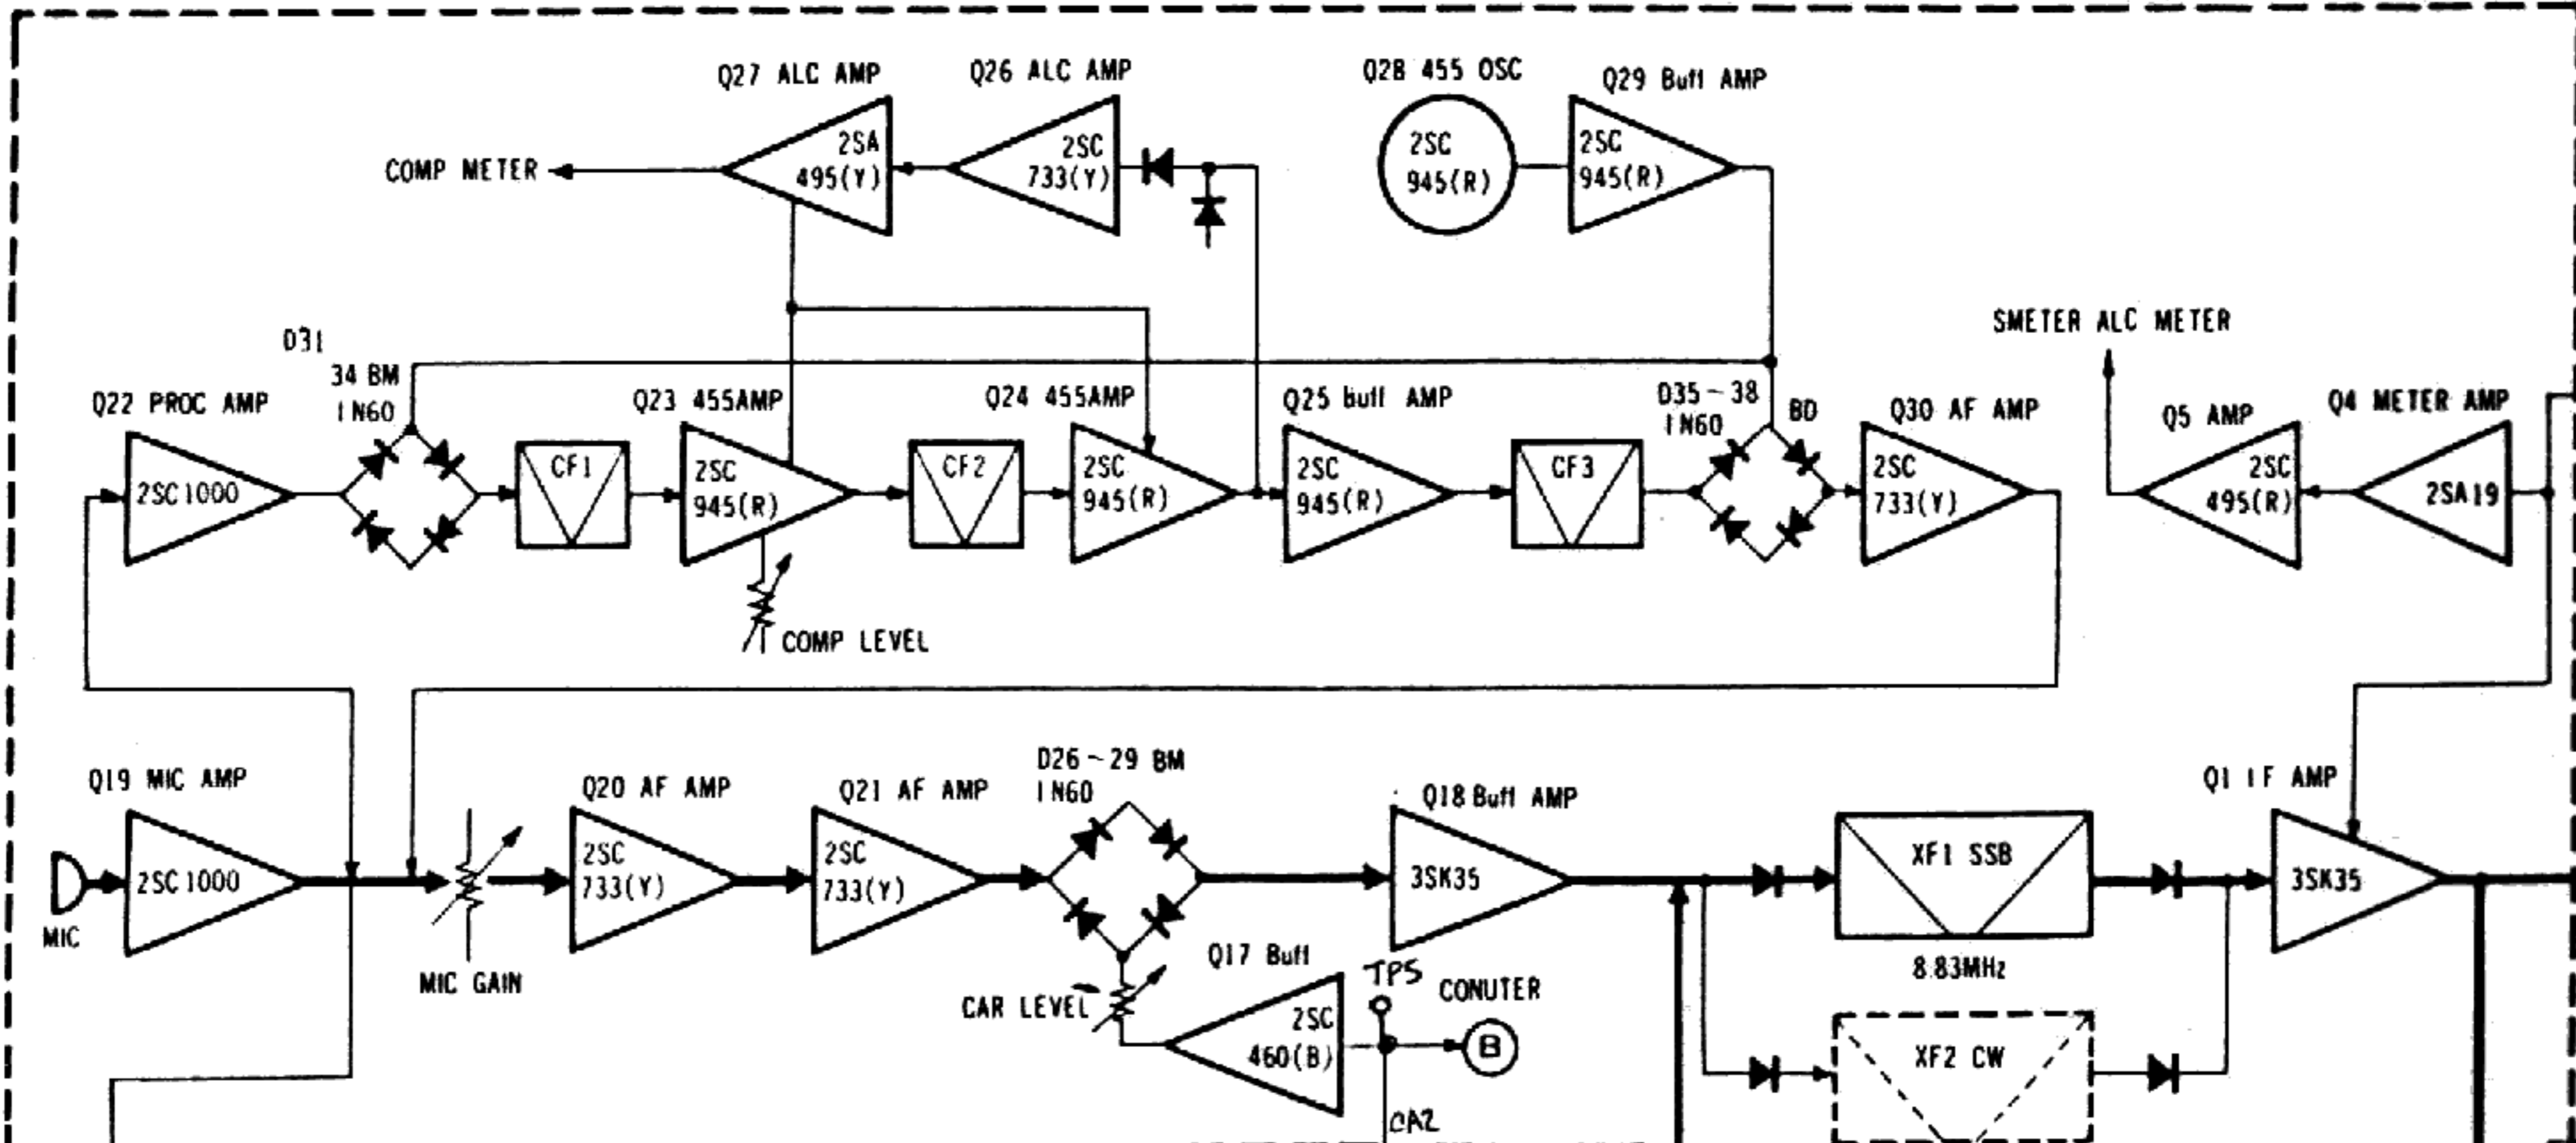 Q27 ALC AMP
2SA
495(Y)
Q26 ALC AMP
2SC
733(Y)
COMP METER
Q28 455 OSC
2SC
945(R)
Q29 Buff AMP
2SC
945(R)
SMETER ALC METER
Q22 PROC AMP
2SC1000
D31
34 BM
1N60
CF1
Q23 455AMP
2SC
945(R)
COMP LEVEL
CF2
Q24 455AMP
2SC
945(R)
Q25 buff AMP
2SC
945(R)
CF3
D35~38
1N60
BD
Q30 AF AMP
2SC
733(Y)
Q5 AMP
2SC
495(R)
Q4 METER AMP
2SA19
Q19 MIC AMP
2SC1000
MIC
MIC GAIN
Q20 AF AMP
2SC
733(Y)
Q21 AF AMP
2SC
733(Y)
D26~29 BM
1N60
CAR LEVEL
Q17 Buff
2SC
460(B)
TP5
CONUTER
B
CA2
Q18 Buff AMP
3SK35
XF1 SSB
8.83MHz
XF2 CW
Q1 IF AMP
3SK35